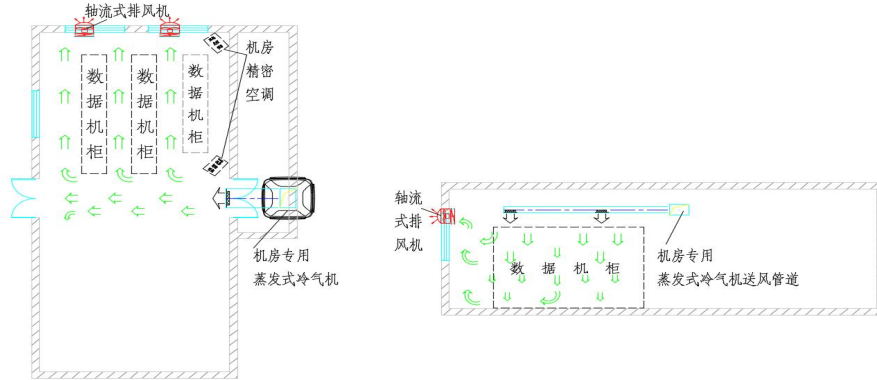 轴流式排风机
机房
精密
空调
数据机柜
数据机柜
数据机柜
机房专用
蒸发式冷气机
轴流
式排
风机
数据机柜
机房专用
蒸发式冷气机送风管道